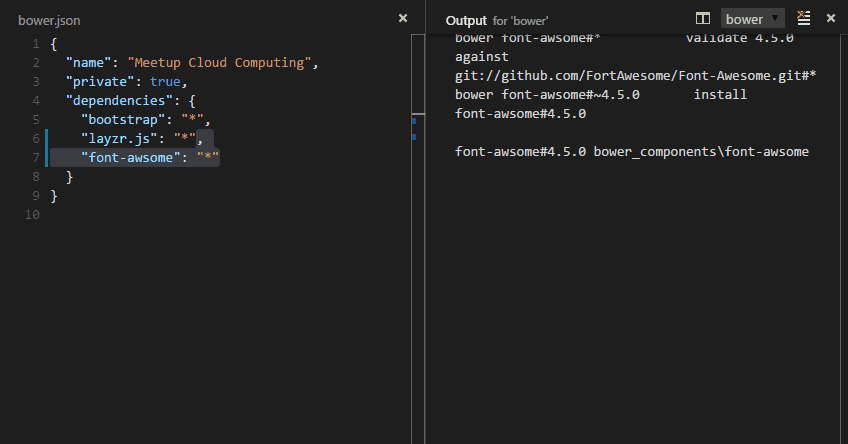 bower.json
1 {
2 "name": "Meetup Cloud Computing",
3 "private": true,
4 "dependencies": {
5 "bootstrap": "*",
6 "layzr.js": "*",
7 "font-awsome": "*"
8 }
9 }
10
Output for 'bower'
bower
bower font-awsome#* validate 4.5.0
against
git://github.com/FortAwesome/Font-Awesome.git#*
bower font-awsome#~4.5.0 install
font-awsome#4.5.0
font-awsome#4.5.0 bower_components\font-awsome